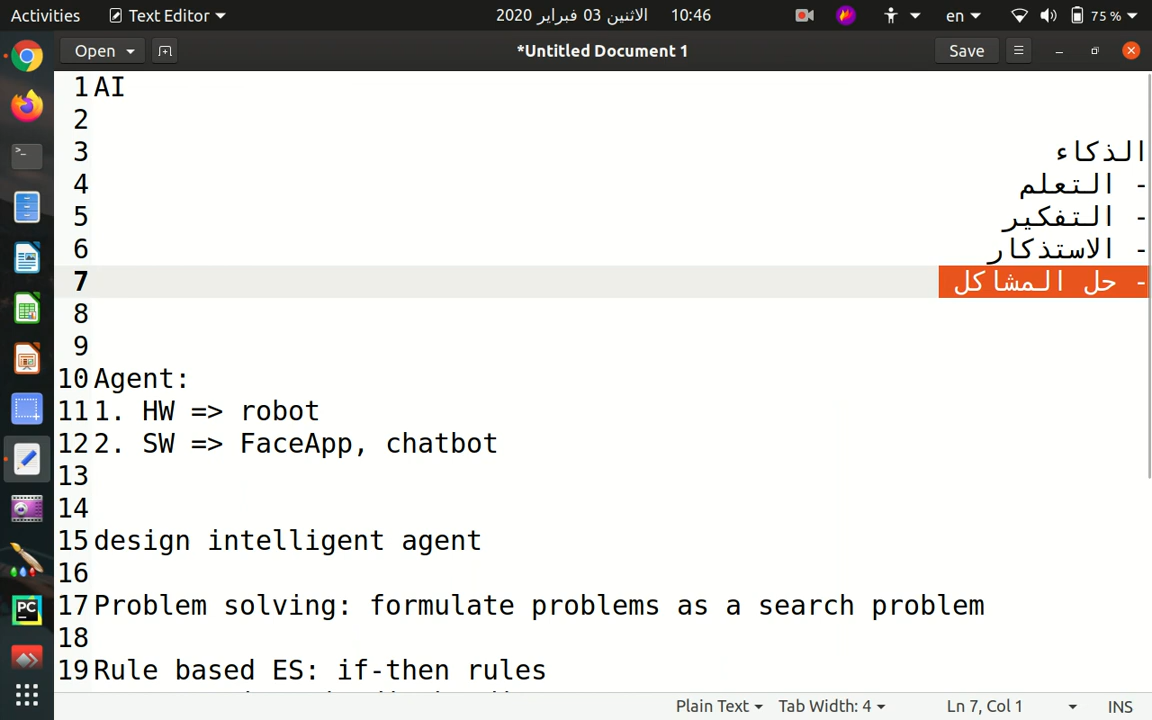 Activities Text Editor 10:46 الاثنين 03 فبراير 2020 en 75 %
Open *Untitled Document 1 Save
1 AI
2
3 الذكاء
4 - التعلم
5 - التفكير
6 - الاستذكار
7 - حل المشاكل
8
9
10 Agent:
11 1. HW => robot
12 2. SW => FaceApp, chatbot
13
14
15 design intelligent agent
16
17 Problem solving: formulate problems as a search problem
18
19 Rule based ES: if-then rules
Plain Text Tab Width: 4 Ln 7, Col 1 INS